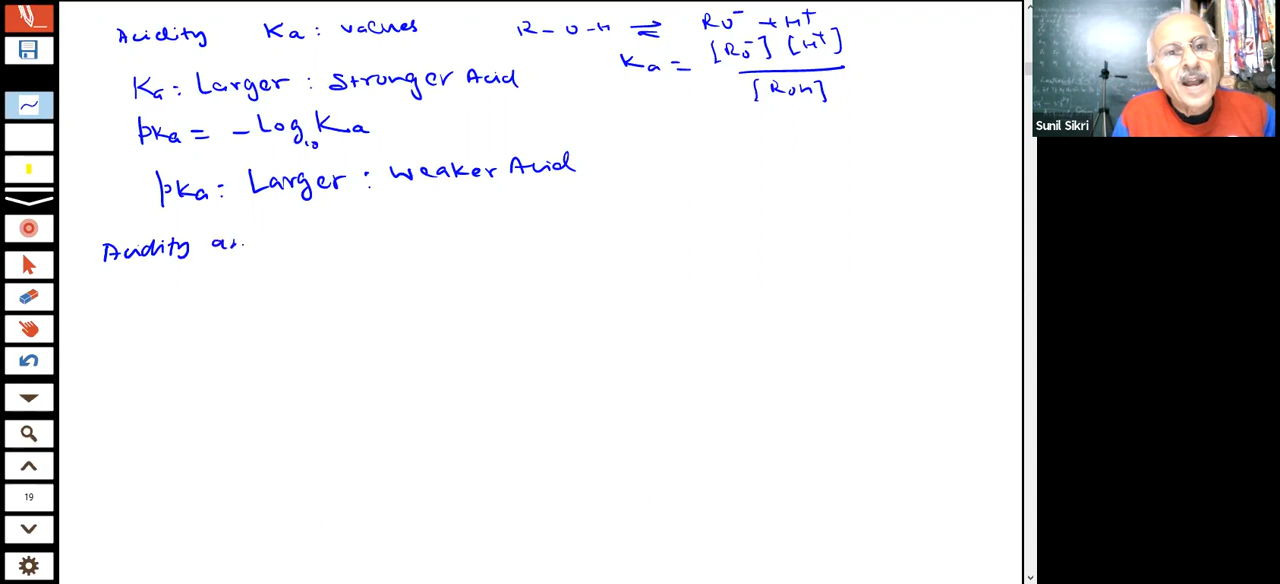 Acidity Ka : values R-O-H ⇌ RO⁻ + H⁺
Ka = [RO⁻] [H⁺] / [ROH]
Ka : Larger : Stronger Acid
pKa = -Log₁₀ Ka
pKa : Larger : Weaker Acid
Acidity
Sunil Sikri
19